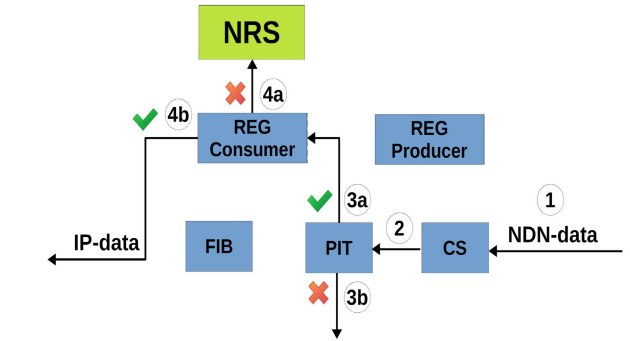 NRS
4a
4b
REG
Consumer
REG
Producer
3a
1
NDN-data
2
IP-data
FIB
PIT
CS
3b